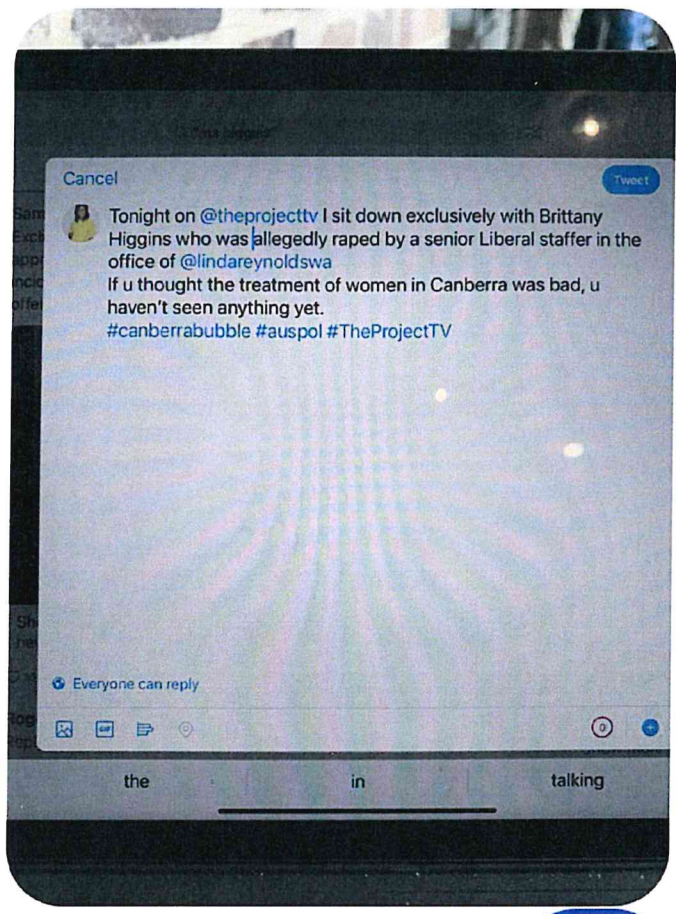 Cancel
Tweet
Tonight on @theprojecttv I sit down exclusively with Brittany
Higgins who was allegedly raped by a senior Liberal staffer in the
office of @lindareynoldswa
If u thought the treatment of women in Canberra was bad, u
haven't seen anything yet.
#canberrabubble #auspol #TheProjectTV
Everyone can reply
GIF
0
the in talking